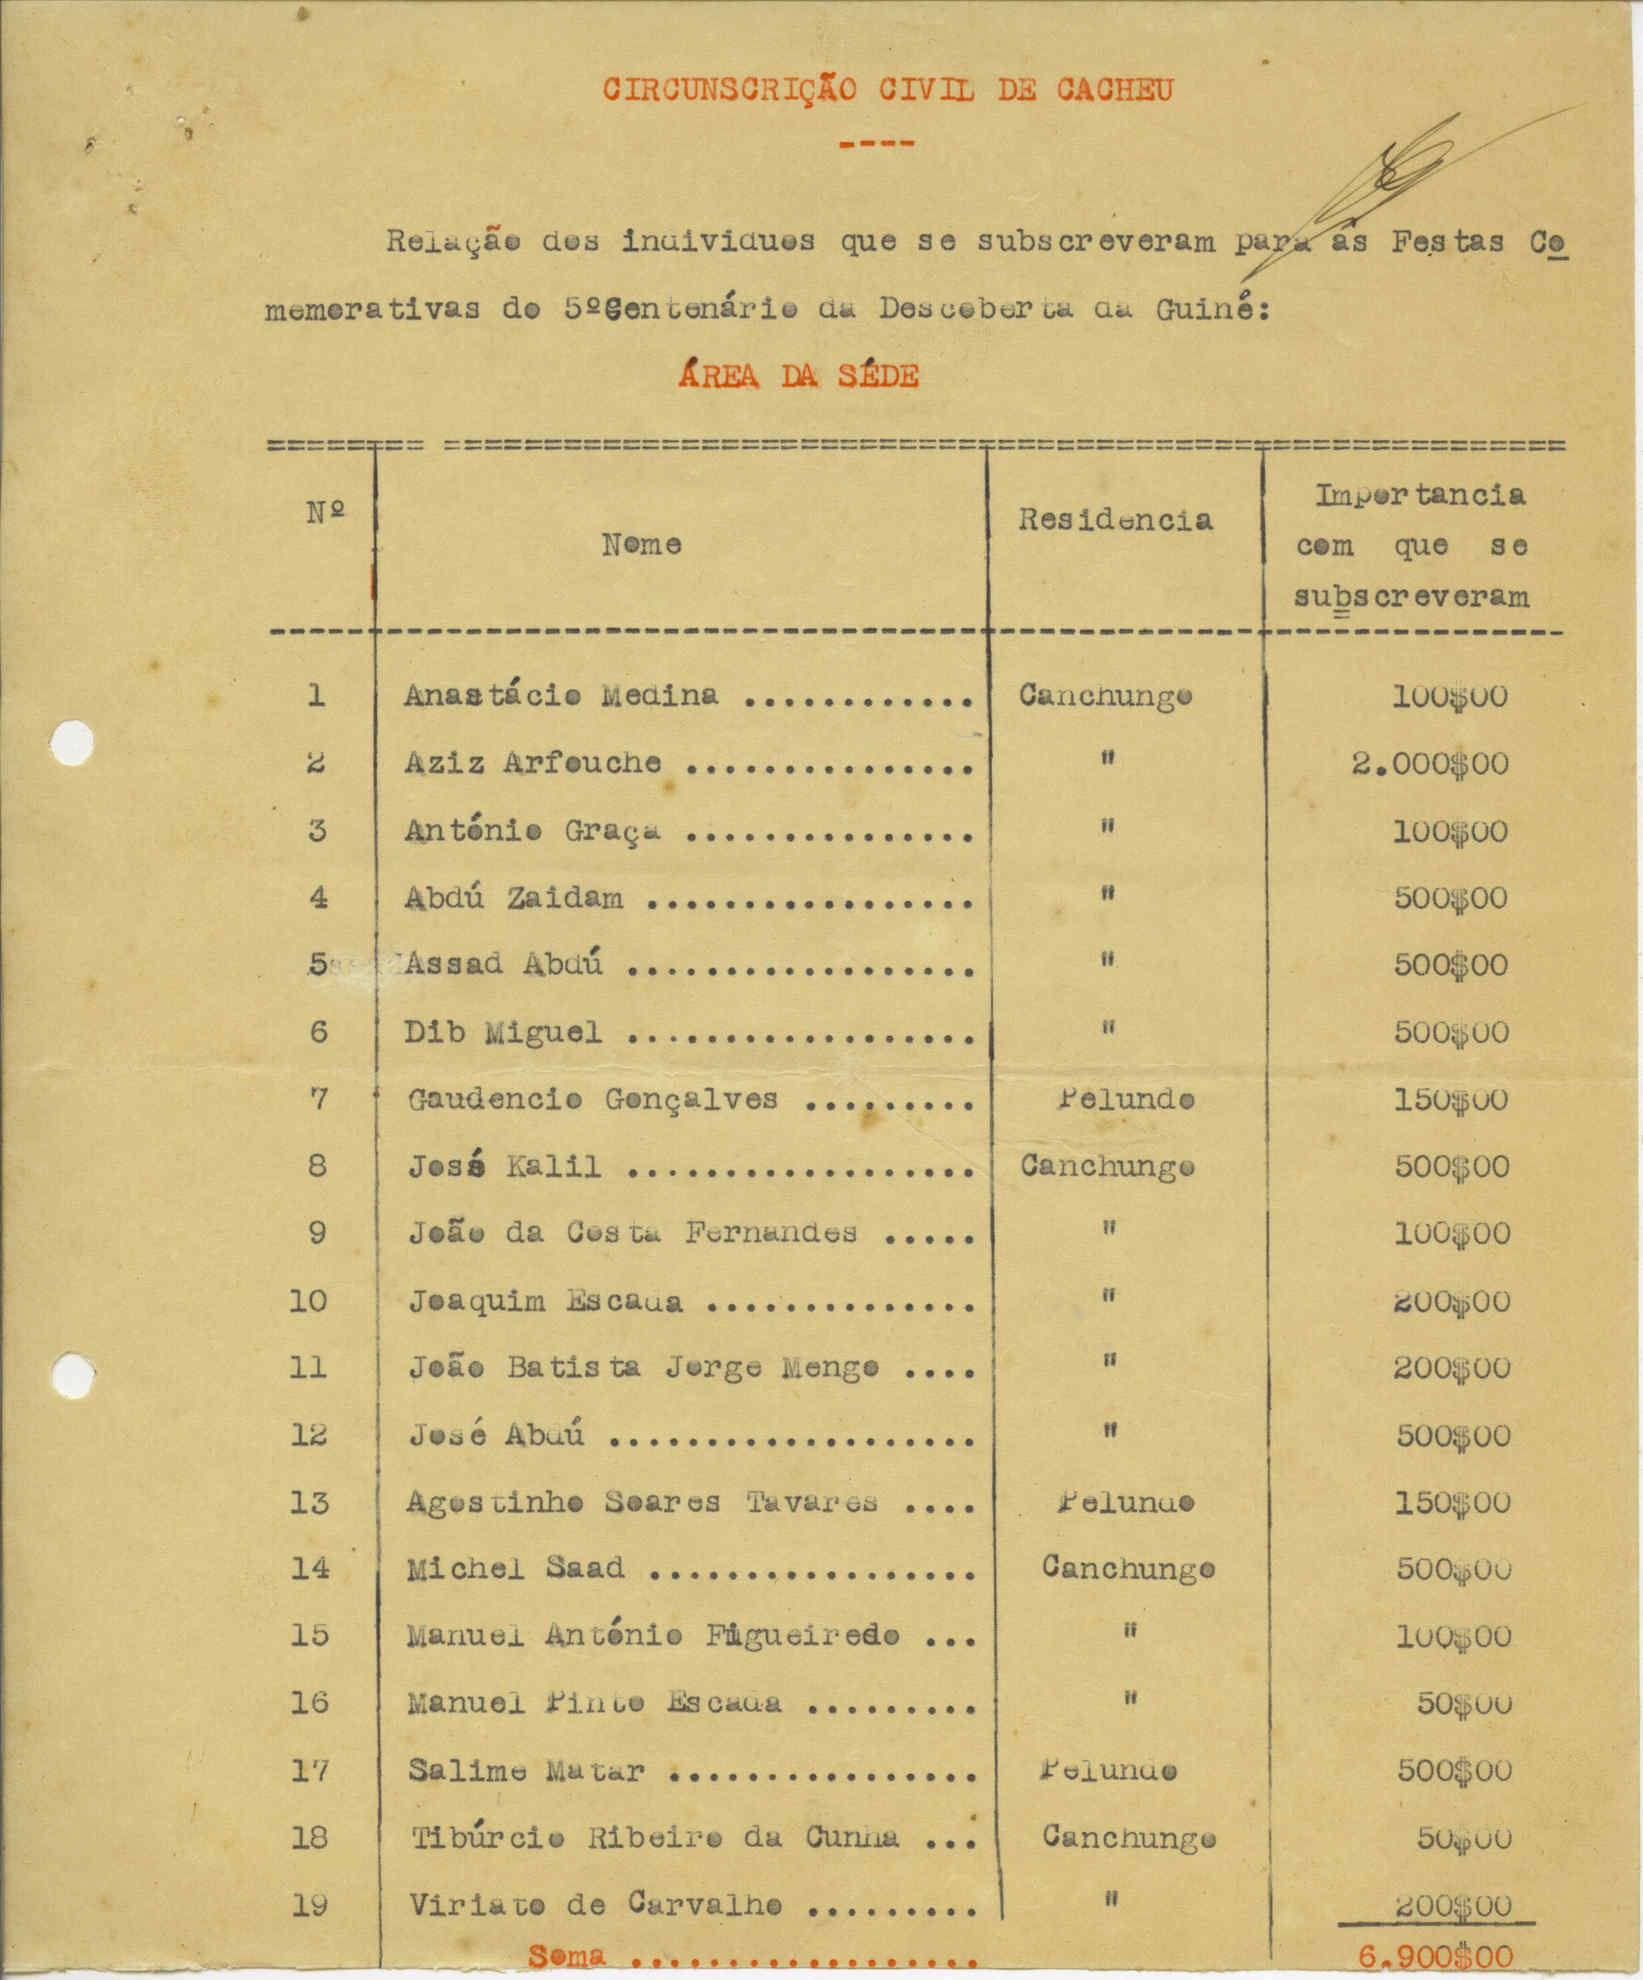 CIRCUNSCRIÇÃO CIVIL DE CACHEU
----
Relação dos individuos que se subscreveram para as Festas Co
memorativas do 5ºCentenário da Descoberta da Guiné:
ÁREA DA SÉDE
Nº Nome Residencia Importancia com que se subscreveram
1 Anastácio Medina ............ Canchungo 100$00
2 Aziz Arfouche ............... " 2.000$00
3 António Graça ............... " 100$00
4 Abdú Zaidam ................. " 500$00
5 Assad Abdú .................. " 500$00
6 Dib Miguel .................. " 500$00
7 Gaudencio Gonçalves ......... Pelundo 150$00
8 José Kalil .................. Canchungo 500$00
9 João da Costa Fernandes ..... " 100$00
10 Joaquim Escada .............. " 200$00
11 João Batista Jorge Mengo .... " 200$00
12 José Abdú ................... " 500$00
13 Agostinho Soares Tavares .... Pelundo 150$00
14 Michel Saad ................. Canchungo 500$00
15 Manuel António Figueiredo ... " 100$00
16 Manuel Pinto Escada ......... " 50$00
17 Salime Matar ................ Pelundo 500$00
18 Tibúrcio Ribeiro da Cunha ... Canchungo 50$00
19 Viriato de Carvalho ......... " 200$00
Soma .................. 6.900$00